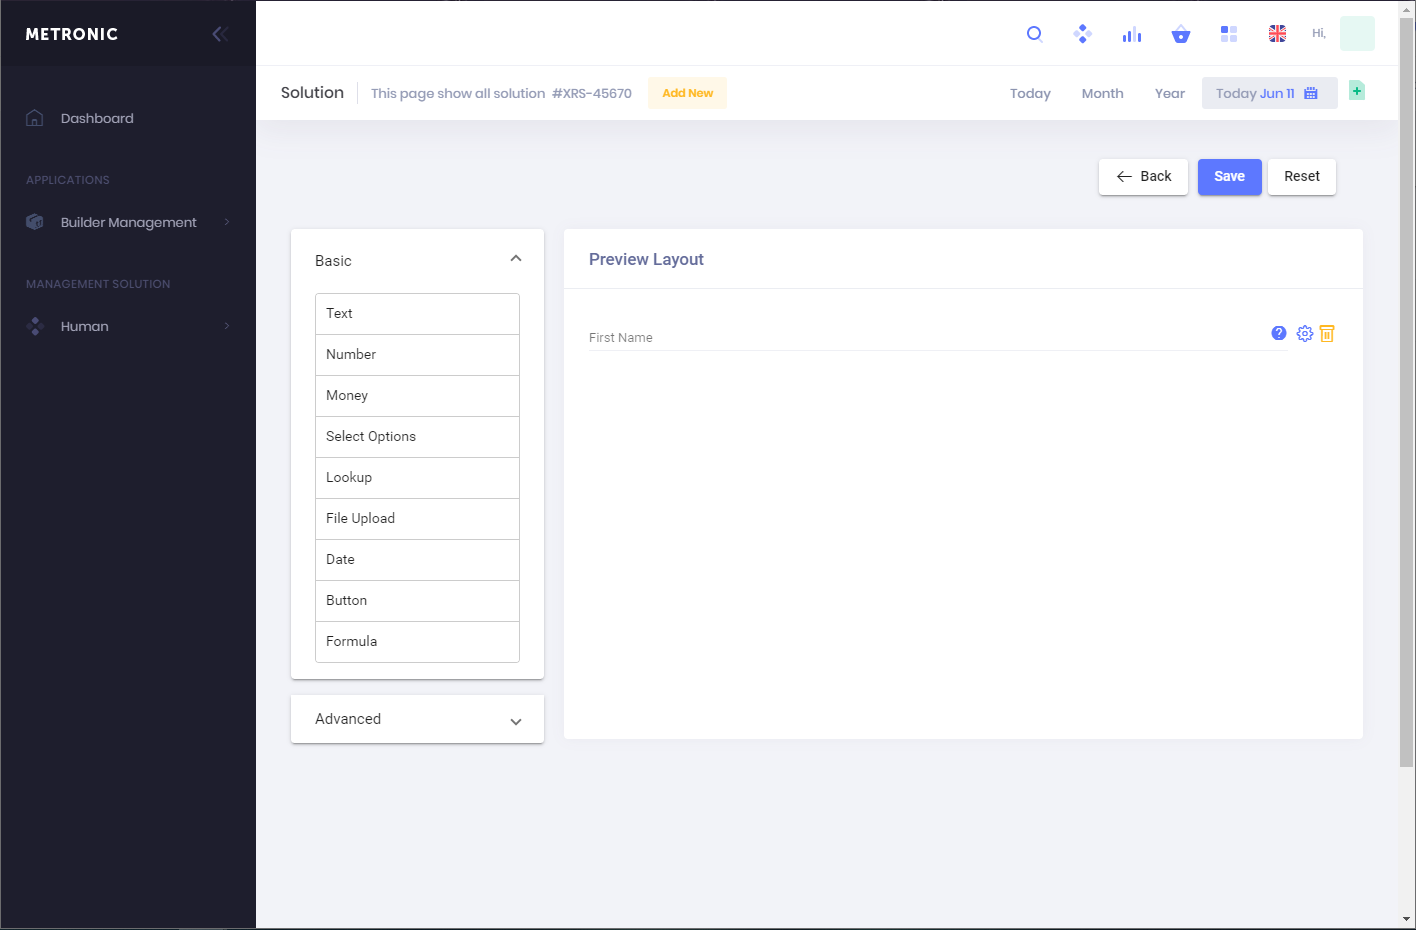 METRONIC
Hi,
Solution
This page show all solution #XRS-45670
Add New
Today
Month
Year
Today Jun 11
Dashboard
APPLICATIONS
Builder Management
MANAGEMENT SOLUTION
Human
Back
Save
Reset
Basic
Text
Number
Money
Select Options
Lookup
File Upload
Date
Button
Formula
Advanced
Preview Layout
First Name